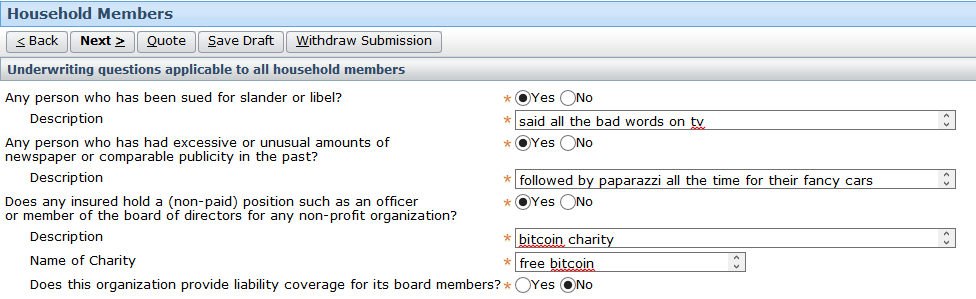 Household Members
< Back Next > Quote Save Draft Withdraw Submission
Underwriting questions applicable to all household members
Any person who has been sued for slander or libel? * Yes No
Description * said all the bad words on tv
Any person who has had excessive or unusual amounts of
newspaper or comparable publicity in the past? * Yes No
Description * followed by paparazzi all the time for their fancy cars
Does any insured hold a (non-paid) position such as an officer
or member of the board of directors for any non-profit organization? * Yes No
Description * bitcoin charity
Name of Charity * free bitcoin
Does this organization provide liability coverage for its board members? * Yes No